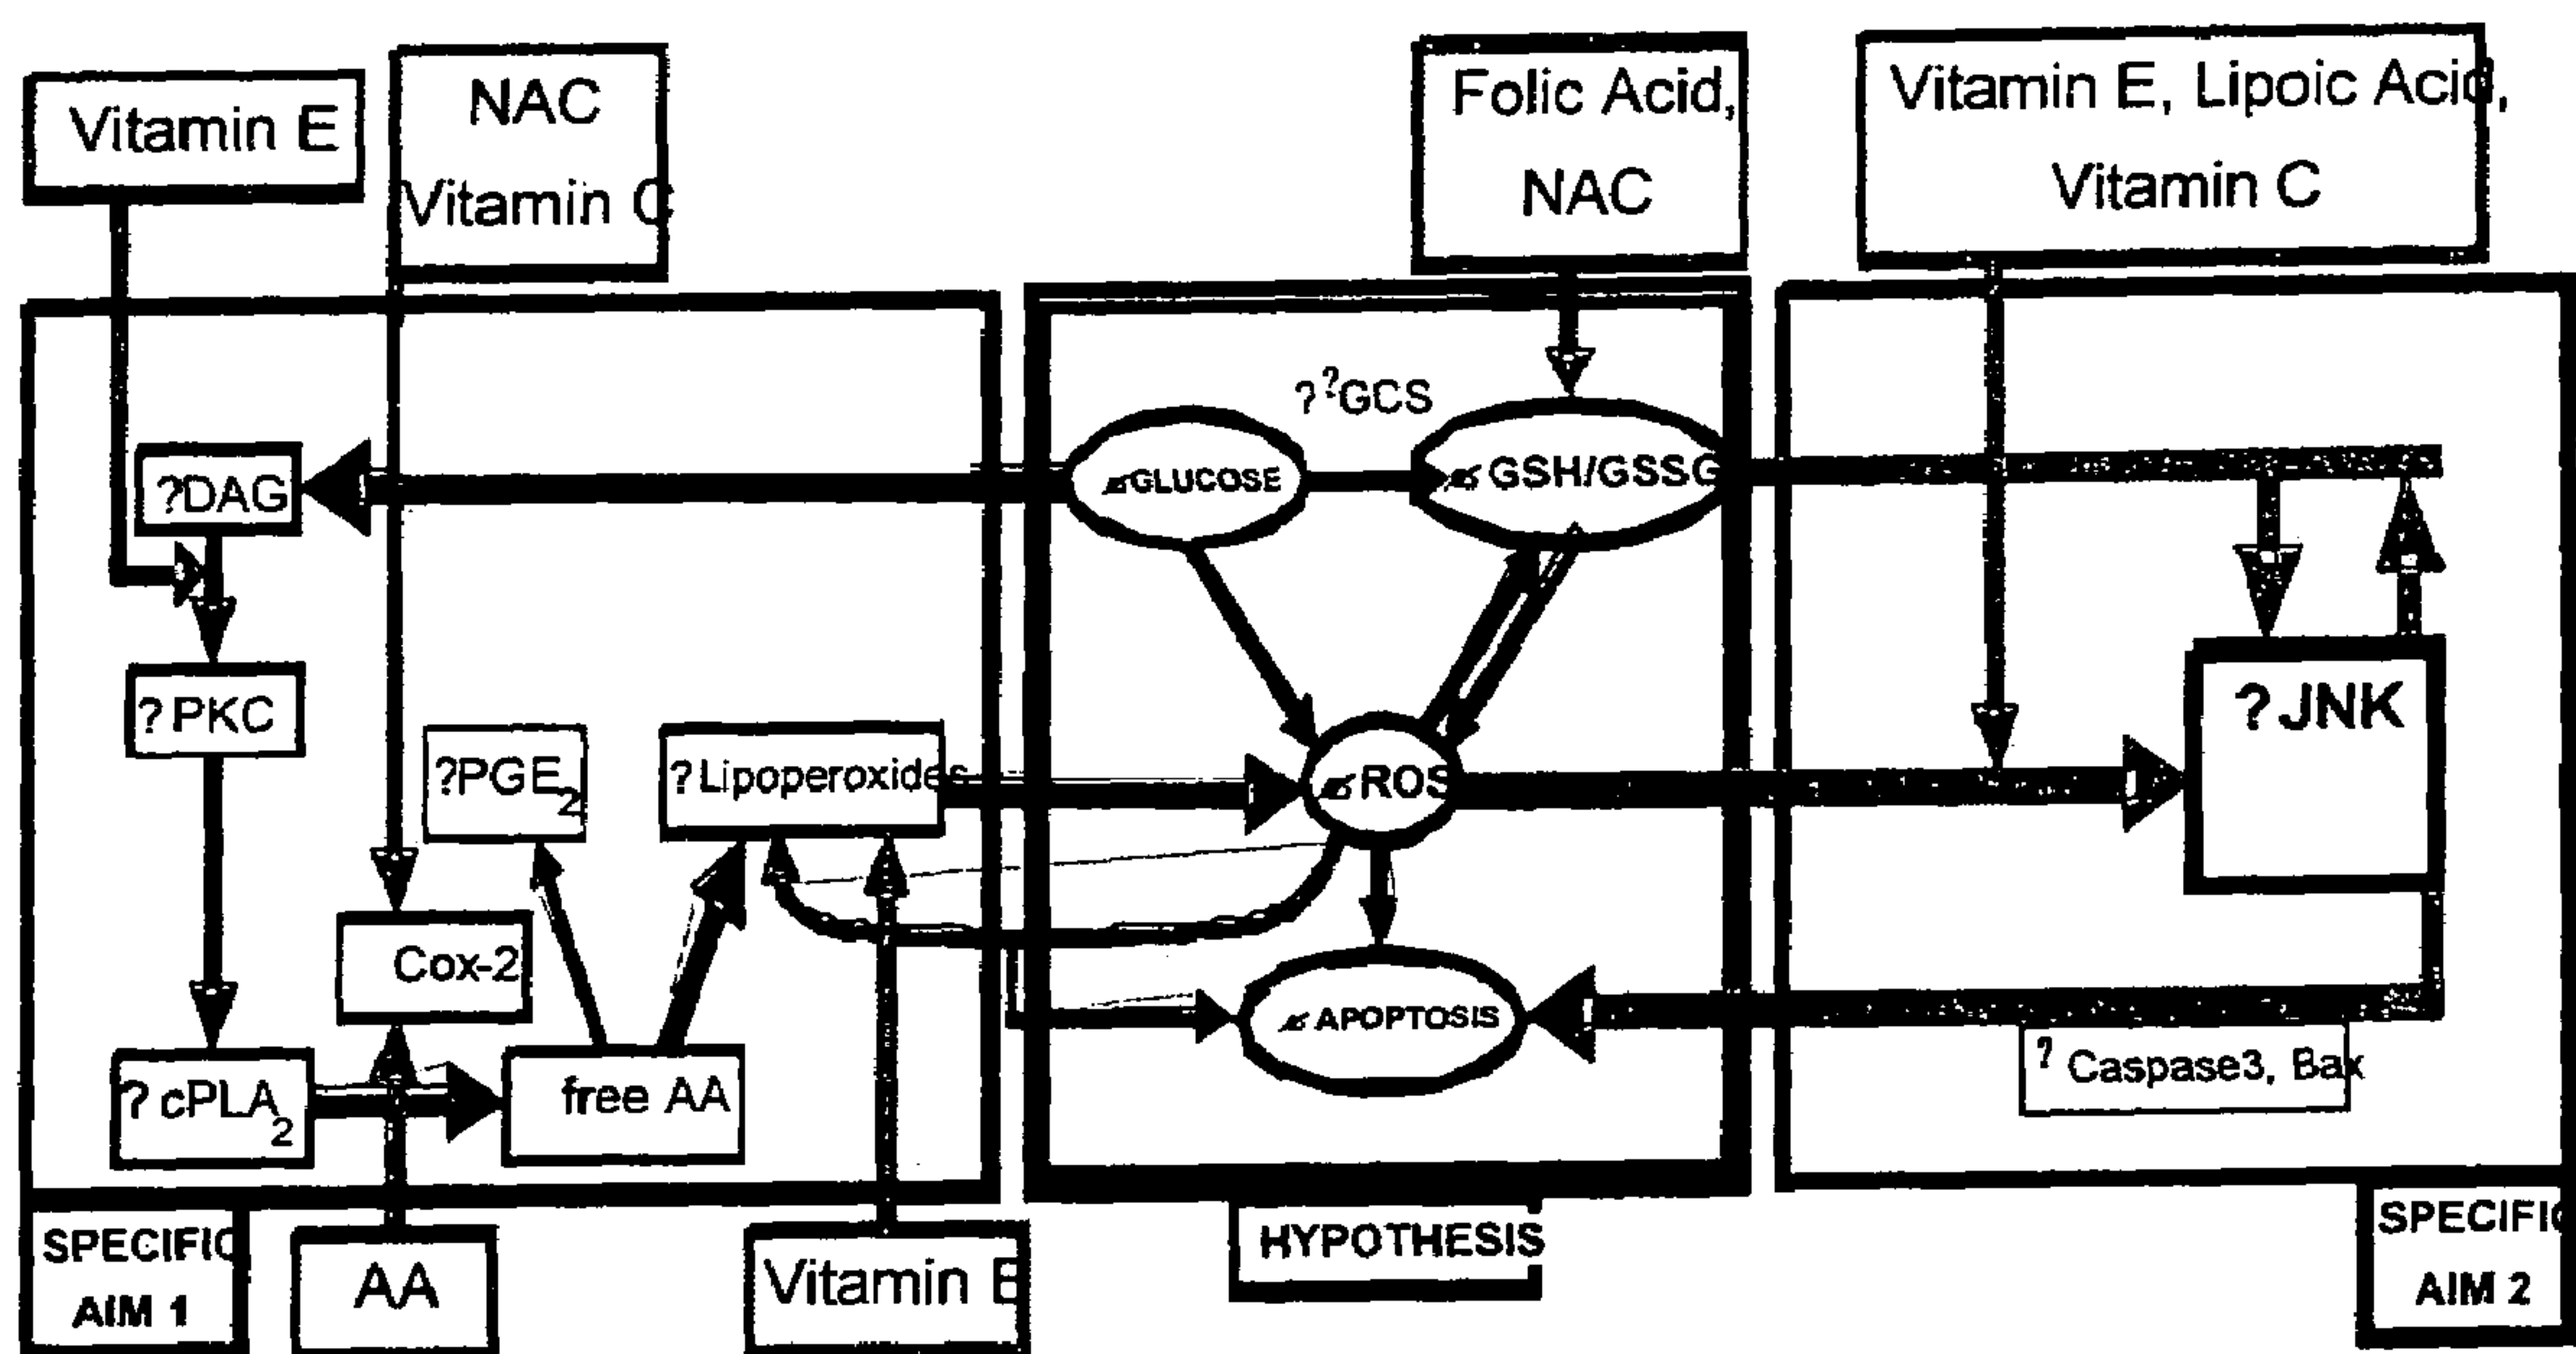 Vitamin E
NAC
Vitamin C
Folic Acid,
NAC
Vitamin E, Lipoic Acid,
Vitamin C
? ?GCS
?DAG
GLUCOSE
GSH/GSSG
?PKC
?JNK
?PGE2
?Lipoperoxides
ROS
Cox-2
APOPTOSIS
? cPLA2
free AA
? Caspase3, Bax
SPECIFIC
AIM 1
AA
Vitamin E
HYPOTHESIS
SPECIFIC
AIM 2